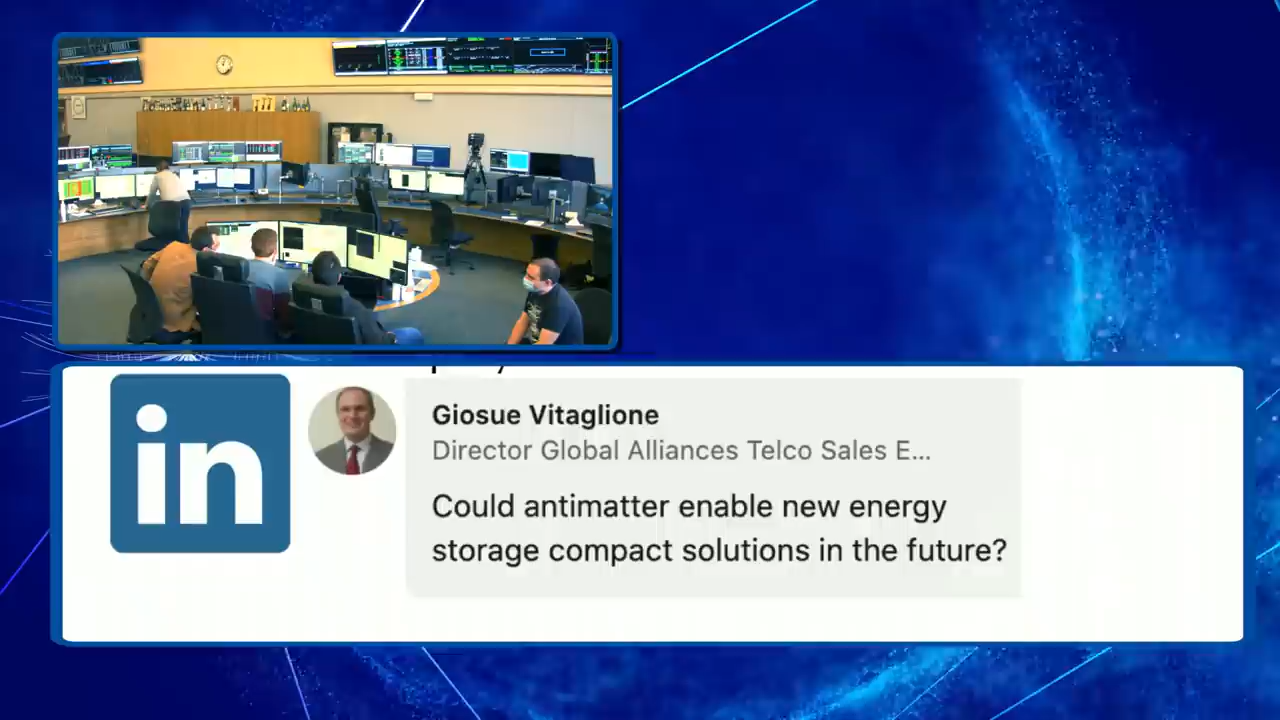 in
Giosue Vitaglione
Director Global Alliances Telco Sales E...
Could antimatter enable new energy
storage compact solutions in the future?